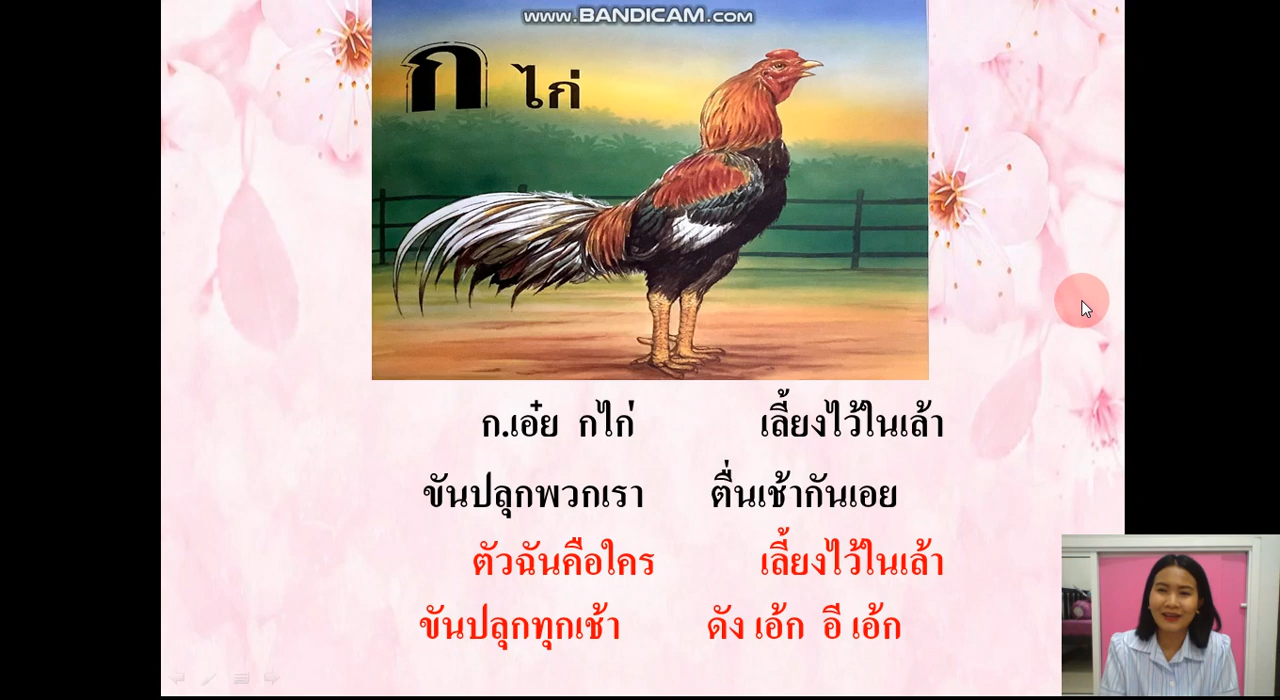 www.BANDICAM.com
ก ไก่
ก.เอ๋ย กไก่ เลี้ยงไว้ในเล้า
ขันปลุกพวกเรา ตื่นเช้ากันเอย
ตัวฉันคือใคร เลี้ยงไว้ในเล้า
ขันปลุกทุกเช้า ดัง เอ้ก อี เอ้ก